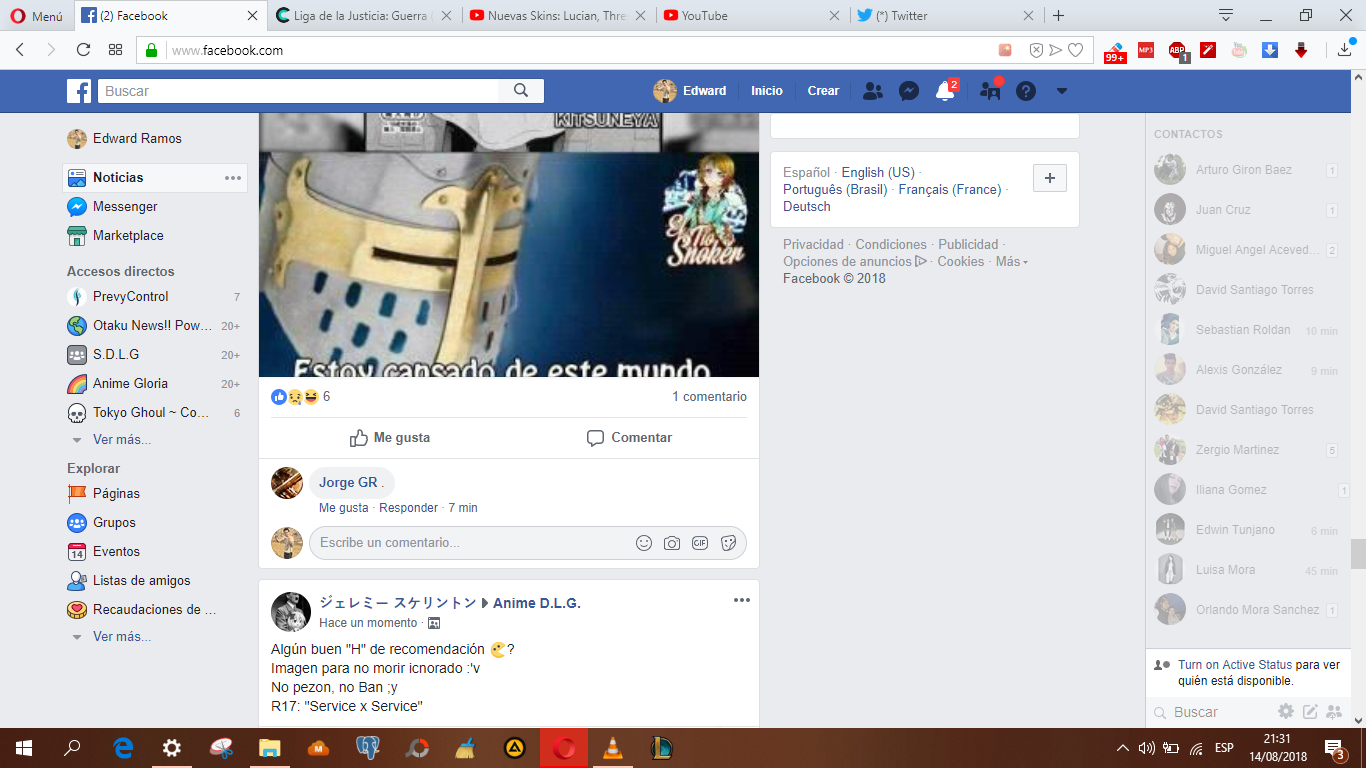 Menú
(2) Facebook
Liga de la Justicia: Guerra
Nuevas Skins: Lucian, Thre
YouTube
(*) Twitter
www.facebook.com
99+
MP3
ABP
1
Buscar
Edward
Inicio
Crear
2
Edward Ramos
Noticias
Messenger
Marketplace
Accesos directos
PrevyControl 7
Otaku News!! Pow... 20+
S.D.L.G 20+
Anime Gloria 20+
Tokyo Ghoul ~ Co... 6
Ver más...
Explorar
Páginas
Grupos
14 Eventos
Listas de amigos
Recaudaciones de ...
Ver más...
KITSUNEYA
El Tio Snoker
Estoy cansado de este mundo
6
1 comentario
Me gusta
Comentar
Jorge GR .
Me gusta · Responder · 7 min
Escribe un comentario...
GIF
ジェレミー スケリントン Anime D.L.G.
Hace un momento ·
Algún buen "H" de recomendación ?
Imagen para no morir icnorado :'v
No pezon, no Ban ;y
R17: "Service x Service"
Español · English (US) ·
Português (Brasil) · Français (France) ·
Deutsch
Privacidad · Condiciones · Publicidad ·
Opciones de anuncios · Cookies · Más
Facebook © 2018
CONTACTOS
Arturo Giron Baez 1
Juan Cruz 1
Miguel Angel Aceved... 2
David Santiago Torres
Sebastian Roldan 10 min
Alexis González 9 min
David Santiago Torres
Zergio Martinez 5
Iliana Gomez 1
Edwin Tunjano 6 min
Luisa Mora 45 min
Orlando Mora Sanchez 1
Turn on Active Status para ver
quién está disponible.
Buscar
ESP
21:31
14/08/2018
3